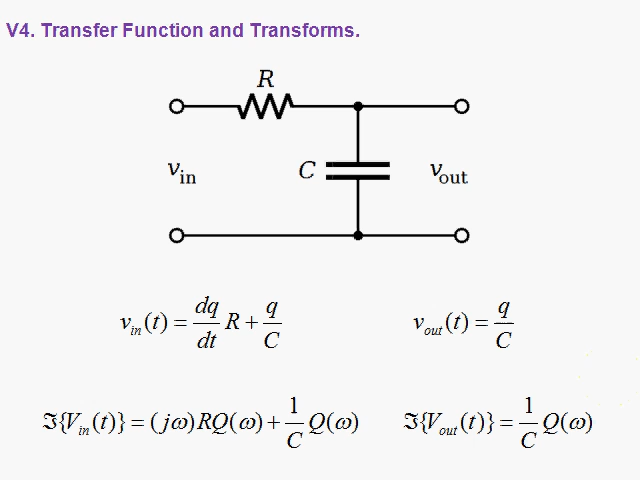 V4. Transfer Function and Transforms.
R
v_in C v_out
v_in(t) = dq/dt R + q/C v_out(t) = q/C
ℑ{V_in(t)} = (jω)RQ(ω) + 1/C Q(ω) ℑ{V_out(t)} = 1/C Q(ω)